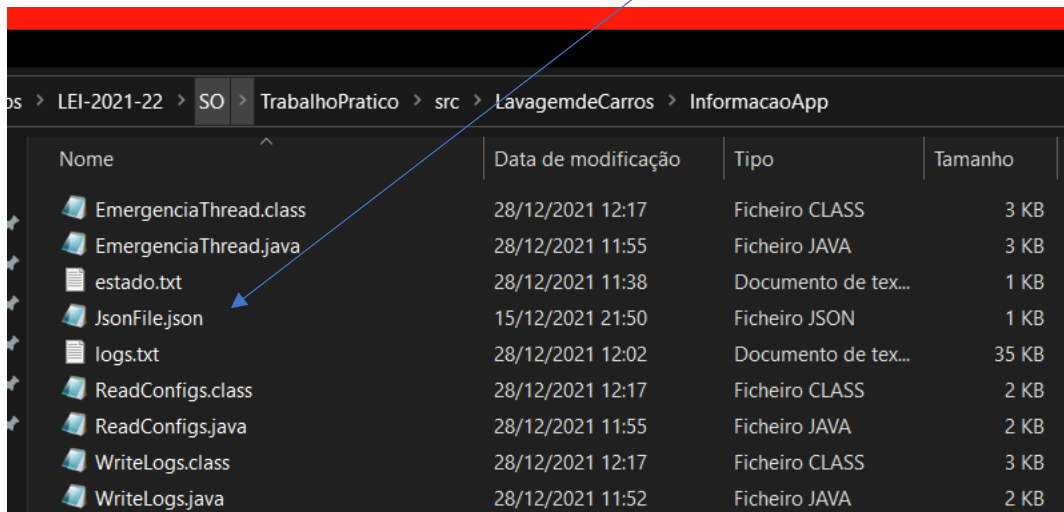 os > LEI-2021-22 > SO > TrabalhoPratico > src > LavagemdeCarros > InformacaoApp
Nome Data de modificação Tipo Tamanho
EmergenciaThread.class 28/12/2021 12:17 Ficheiro CLASS 3 KB
EmergenciaThread.java 28/12/2021 11:55 Ficheiro JAVA 3 KB
estado.txt 28/12/2021 11:38 Documento de tex... 1 KB
JsonFile.json 15/12/2021 21:50 Ficheiro JSON 1 KB
logs.txt 28/12/2021 12:02 Documento de tex... 35 KB
ReadConfigs.class 28/12/2021 12:17 Ficheiro CLASS 2 KB
ReadConfigs.java 28/12/2021 11:55 Ficheiro JAVA 2 KB
WriteLogs.class 28/12/2021 12:17 Ficheiro CLASS 3 KB
WriteLogs.java 28/12/2021 11:52 Ficheiro JAVA 2 KB